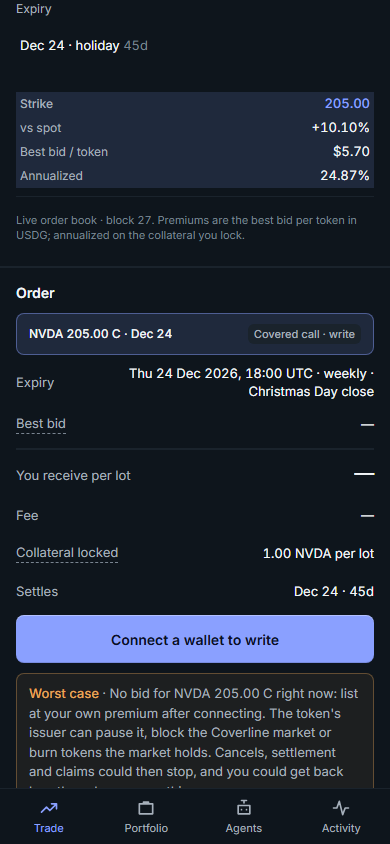 Expiry
Dec 24 · holiday 45d
Strike 205.00
vs spot +10.10%
Best bid / token $5.70
Annualized 24.87%
Live order book · block 27. Premiums are the best bid per token in
USDG; annualized on the collateral you lock.
Order
NVDA 205.00 C · Dec 24 Covered call · write
Expiry Thu 24 Dec 2026, 18:00 UTC · weekly ·
Christmas Day close
Best bid —
You receive per lot —
Fee —
Collateral locked 1.00 NVDA per lot
Settles Dec 24 · 45d
Connect a wallet to write
Worst case · No bid for NVDA 205.00 C right now: list
at your own premium after connecting. The token's
issuer can pause it, block the Coverline market or
burn tokens the market holds. Cancels, settlement
and claims could then stop, and you could get back
Trade Portfolio Agents Activity